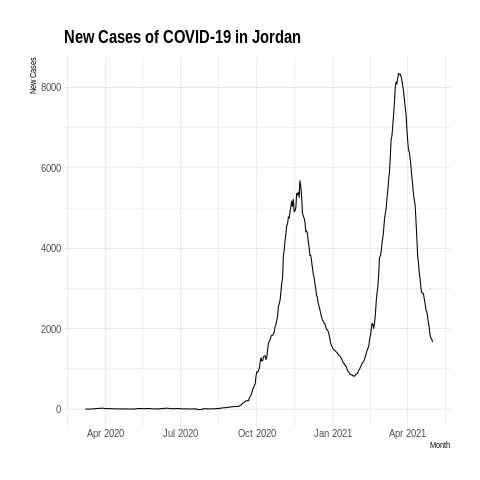 New Cases of COVID-19 in Jordan
New Cases
8000
6000
4000
2000
0
Apr 2020
Jul 2020
Oct 2020
Jan 2021
Apr 2021
Month